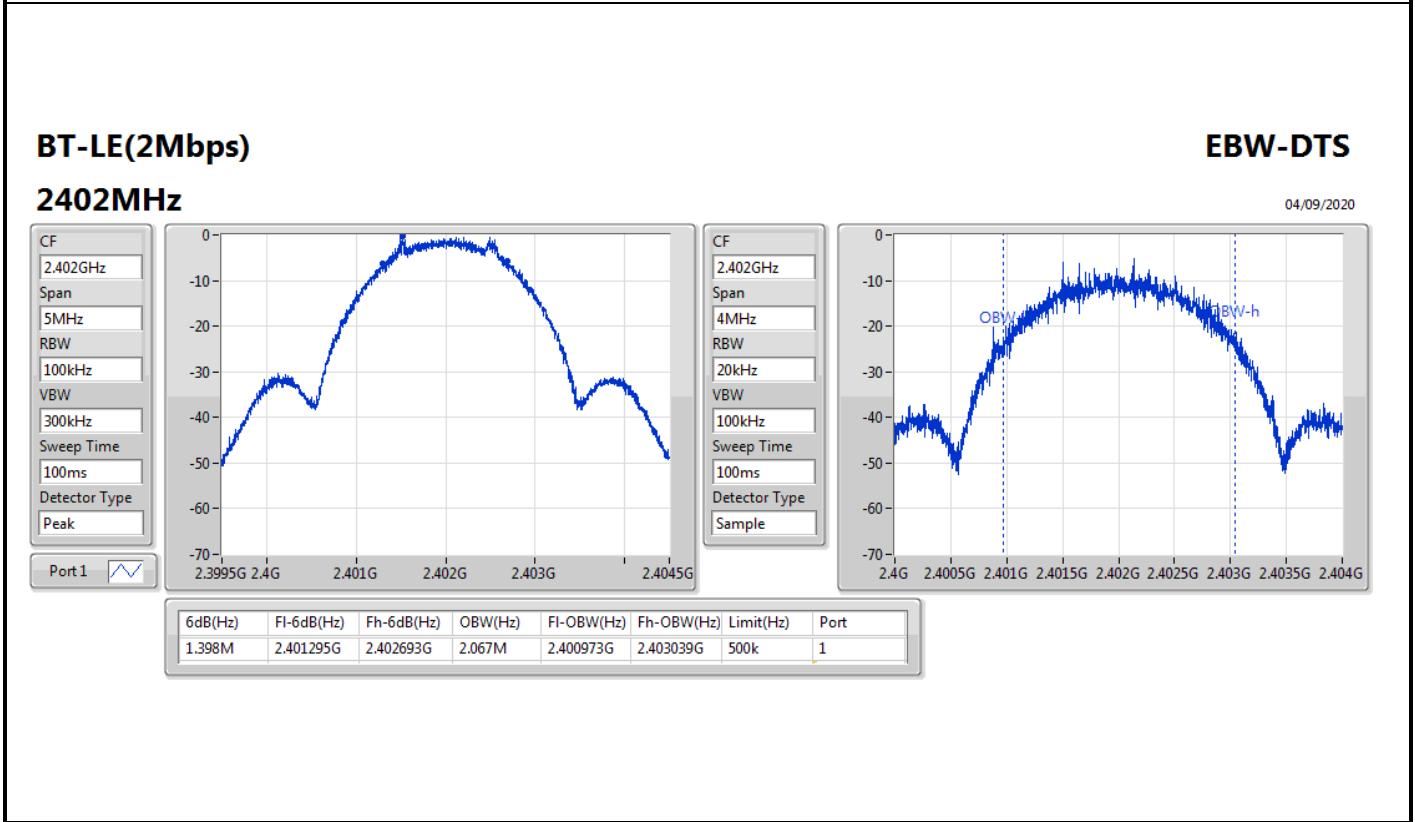 BT-LE(2Mbps)
EBW-DTS
2402MHz
04/09/2020
CF
2.402GHz
Span
5MHz
RBW
100kHz
VBW
300kHz
Sweep Time
100ms
Detector Type
Peak
Port 1
0
-10
-20
-30
-40
-50
-60
-70
2.3995G 2.4G 2.401G 2.402G 2.403G 2.4045G
CF
2.402GHz
Span
4MHz
RBW
20kHz
VBW
100kHz
Sweep Time
100ms
Detector Type
Sample
0
-10
-20
-30
-40
-50
-60
-70
OBW-h
2.4G 2.4005G 2.401G 2.4015G 2.402G 2.4025G 2.403G 2.4035G 2.404G
6dB(Hz) Fl-6dB(Hz) Fh-6dB(Hz) OBW(Hz) Fl-OBW(Hz) Fh-OBW(Hz) Limit(Hz) Port
1.398M 2.401295G 2.402693G 2.067M 2.400973G 2.403039G 500k 1